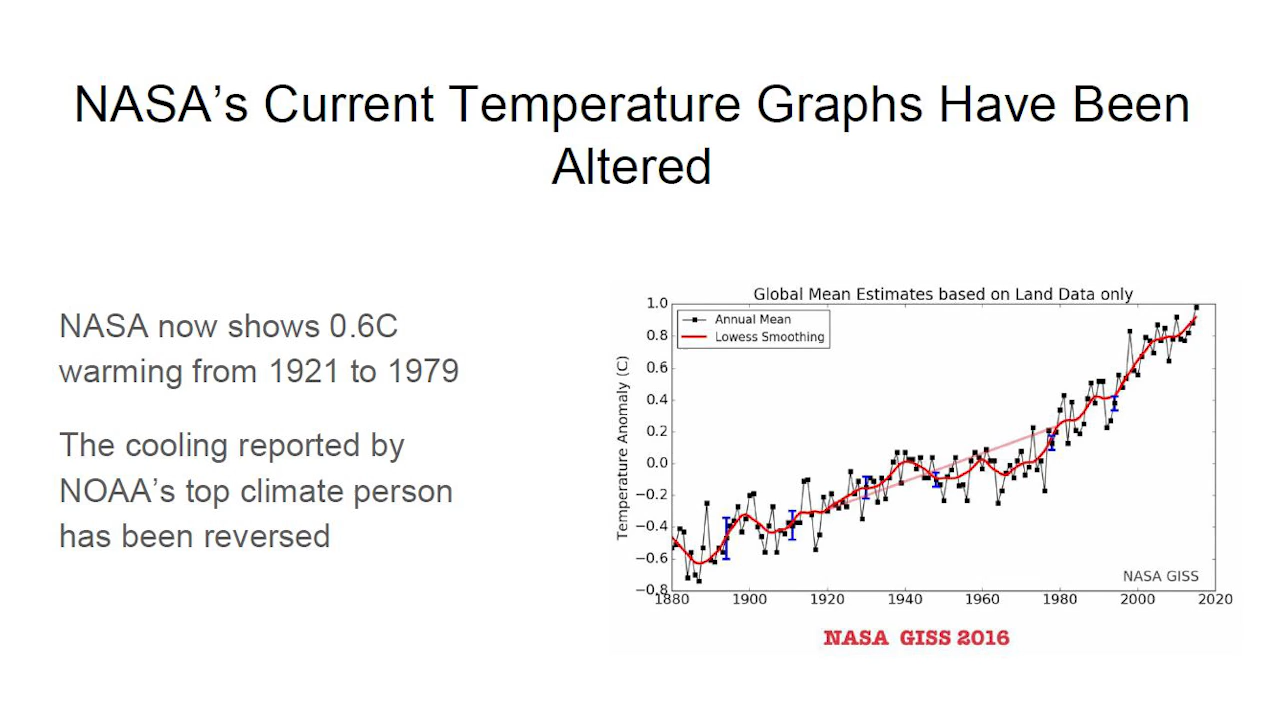 NASA’s Current Temperature Graphs Have Been
Altered
NASA now shows 0.6C
warming from 1921 to 1979
The cooling reported by
NOAA’s top climate person
has been reversed
Global Mean Estimates based on Land Data only
Annual Mean
Lowess Smoothing
Temperature Anomaly (C)
1.0
0.8
0.6
0.4
0.2
0.0
−0.2
−0.4
−0.6
−0.8
1880 1900 1920 1940 1960 1980 2000 2020
NASA GISS
NASA GISS 2016